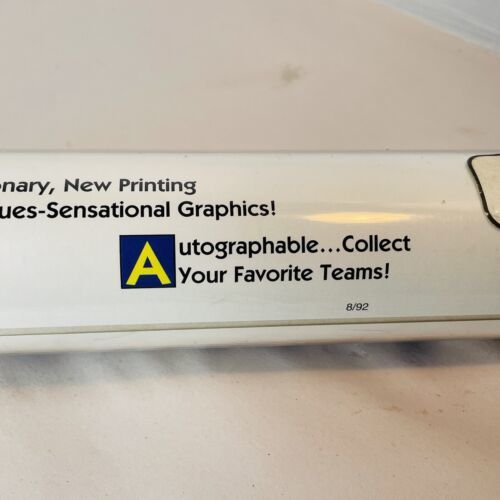 onary, New Printing
ues-Sensational Graphics!
Autographable...Collect
Your Favorite Teams!
8/92